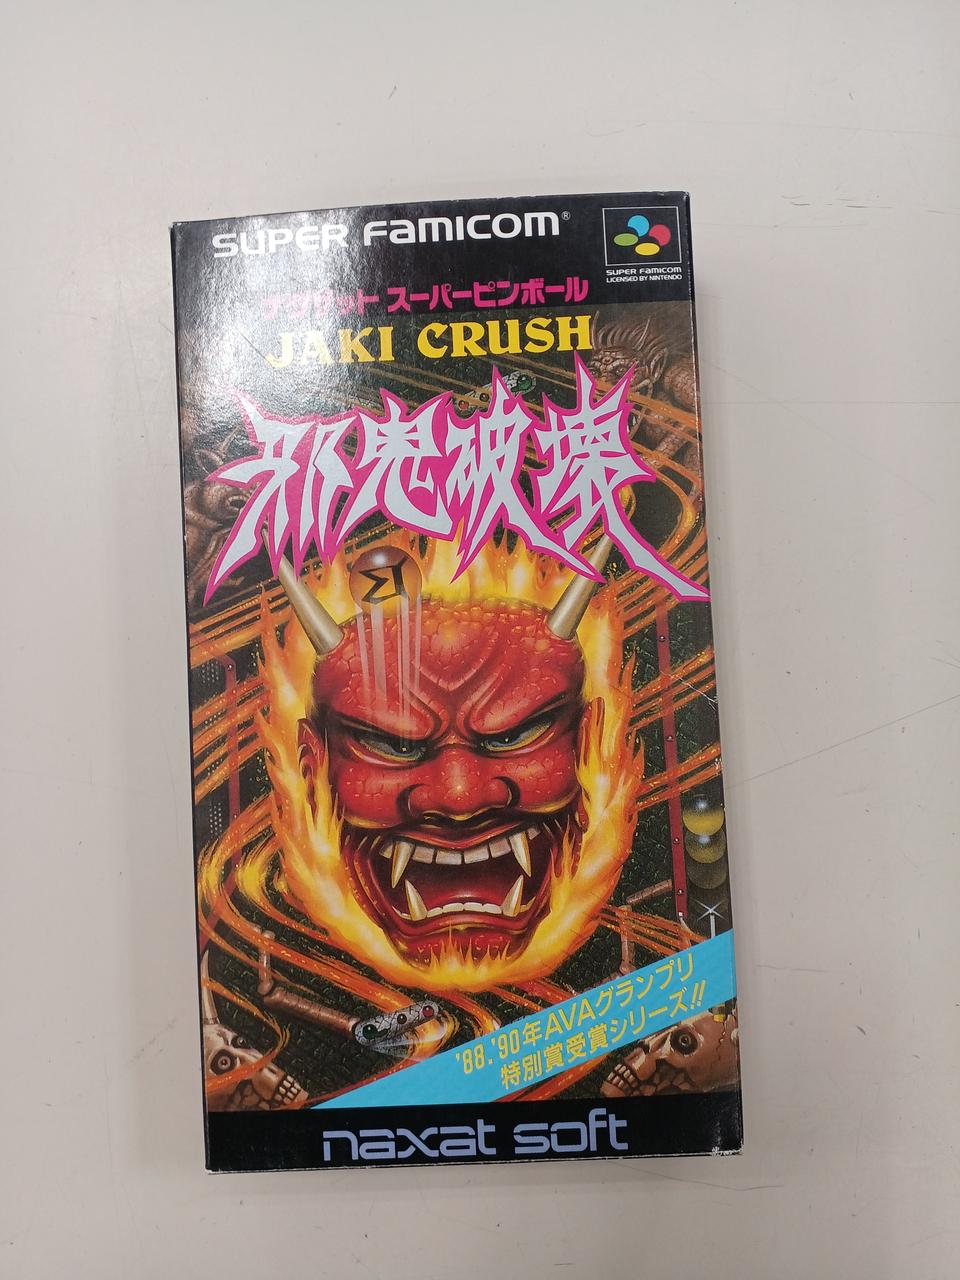 SUPER FAMICOM®
SUPER FAMICOM
LICENSED BY NINTENDO
ナグザット スーパーピンボール
JAKI CRUSH
邪鬼破壊
'88.'90年AVAグランプリ
特別賞受賞シリーズ!!
naxat soft